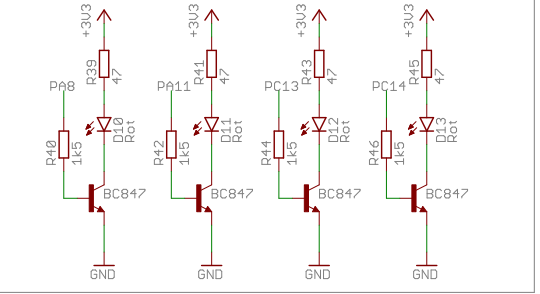 +3V3 +3V3 +3V3 +3V3
R39 47 R41 47 R43 47 R45 47
PA8 PA11 PC13 PC14
D10 Rot D11 Rot D12 Rot D13 Rot
R40 1k5 R42 1k5 R44 1k5 R46 1k5
BC847 BC847 BC847 BC847
GND GND GND GND